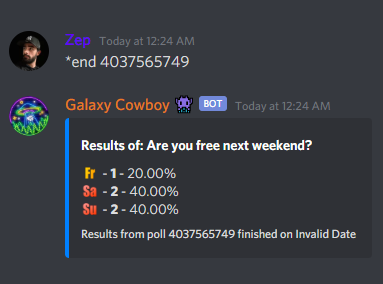 Zep Today at 12:24 AM
*end 4037565749
Galaxy Cowboy BOT Today at 12:24 AM
Results of: Are you free next weekend?
Fr - 1 - 20.00%
Sa - 2 - 40.00%
Su - 2 - 40.00%
Results from poll 4037565749 finished on Invalid Date